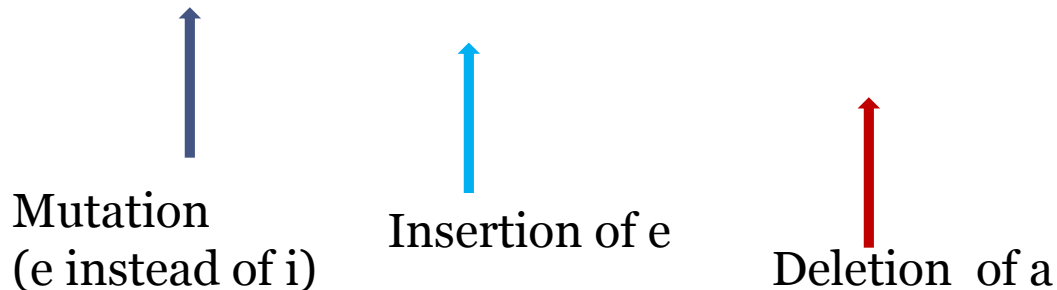 Mutation
(e instead of i)
Insertion of e
Deletion of a